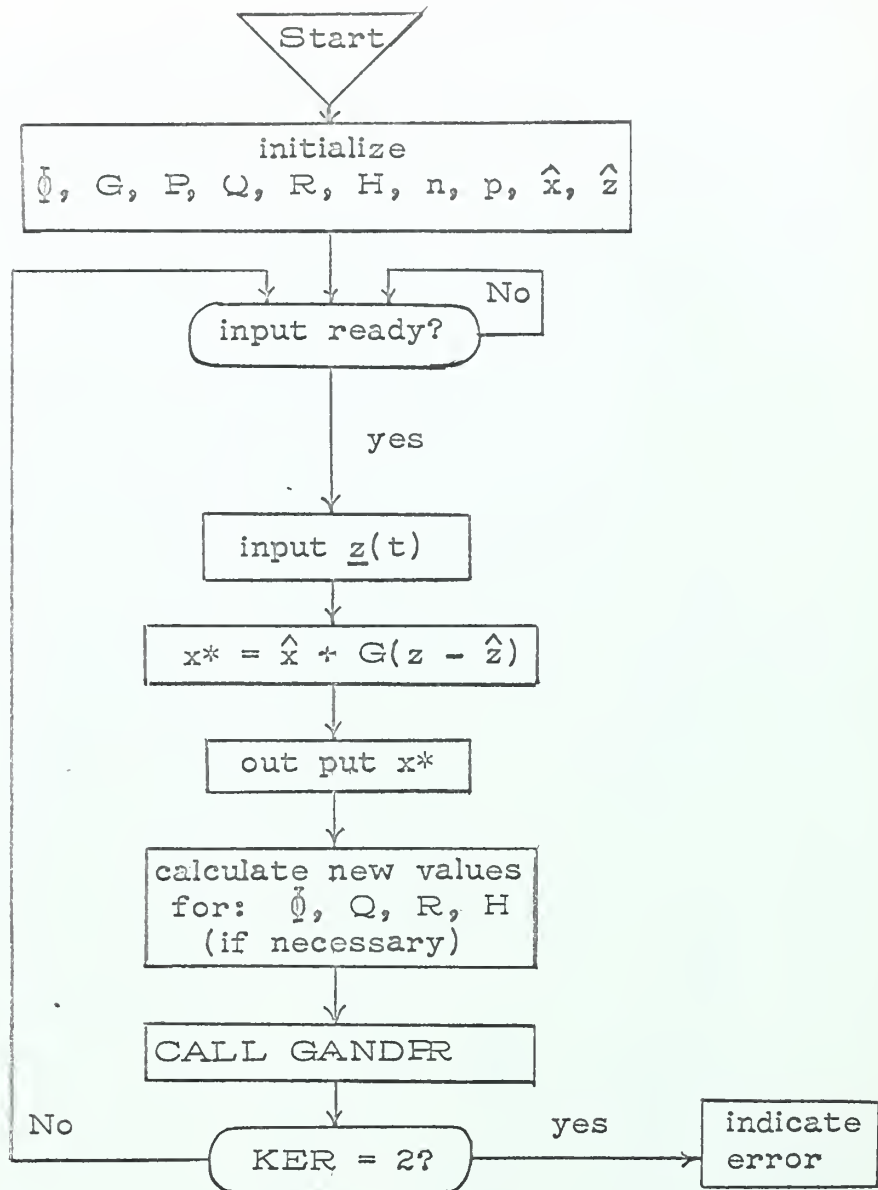 Start
initialize
Φ, G, P, Q, R, H, n, p, x̂, ẑ
No
input ready?
yes
input z̲(t)
x* = x̂ + G(z - ẑ)
out put x*
calculate new values
for: Φ, Q, R, H
(if necessary)
CALL GANDPR
No
yes
KER = 2?
indicate
error